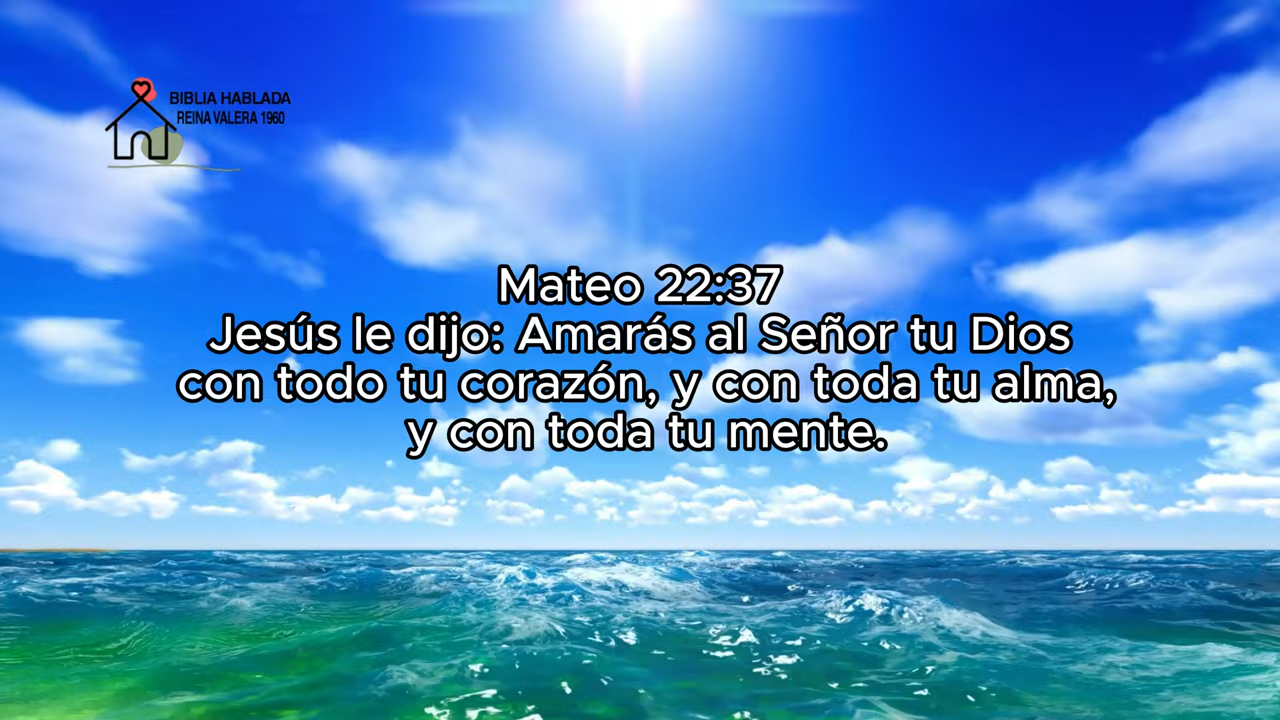 BIBLIA HABLADA
REINA VALERA 1960
Mateo 22:37
Jesús le dijo: Amarás al Señor tu Dios
con todo tu corazón, y con toda tu alma,
y con toda tu mente.